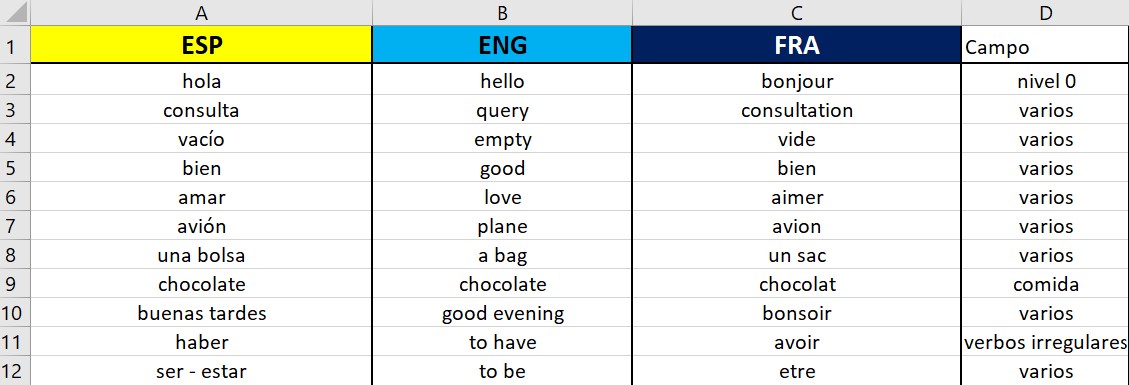 A B C D
1 ESP ENG FRA Campo
2 hola hello bonjour nivel 0
3 consulta query consultation varios
4 vacío empty vide varios
5 bien good bien varios
6 amar love aimer varios
7 avión plane avion varios
8 una bolsa a bag un sac varios
9 chocolate chocolate chocolat comida
10 buenas tardes good evening bonsoir varios
11 haber to have avoir verbos irregulares
12 ser - estar to be etre varios